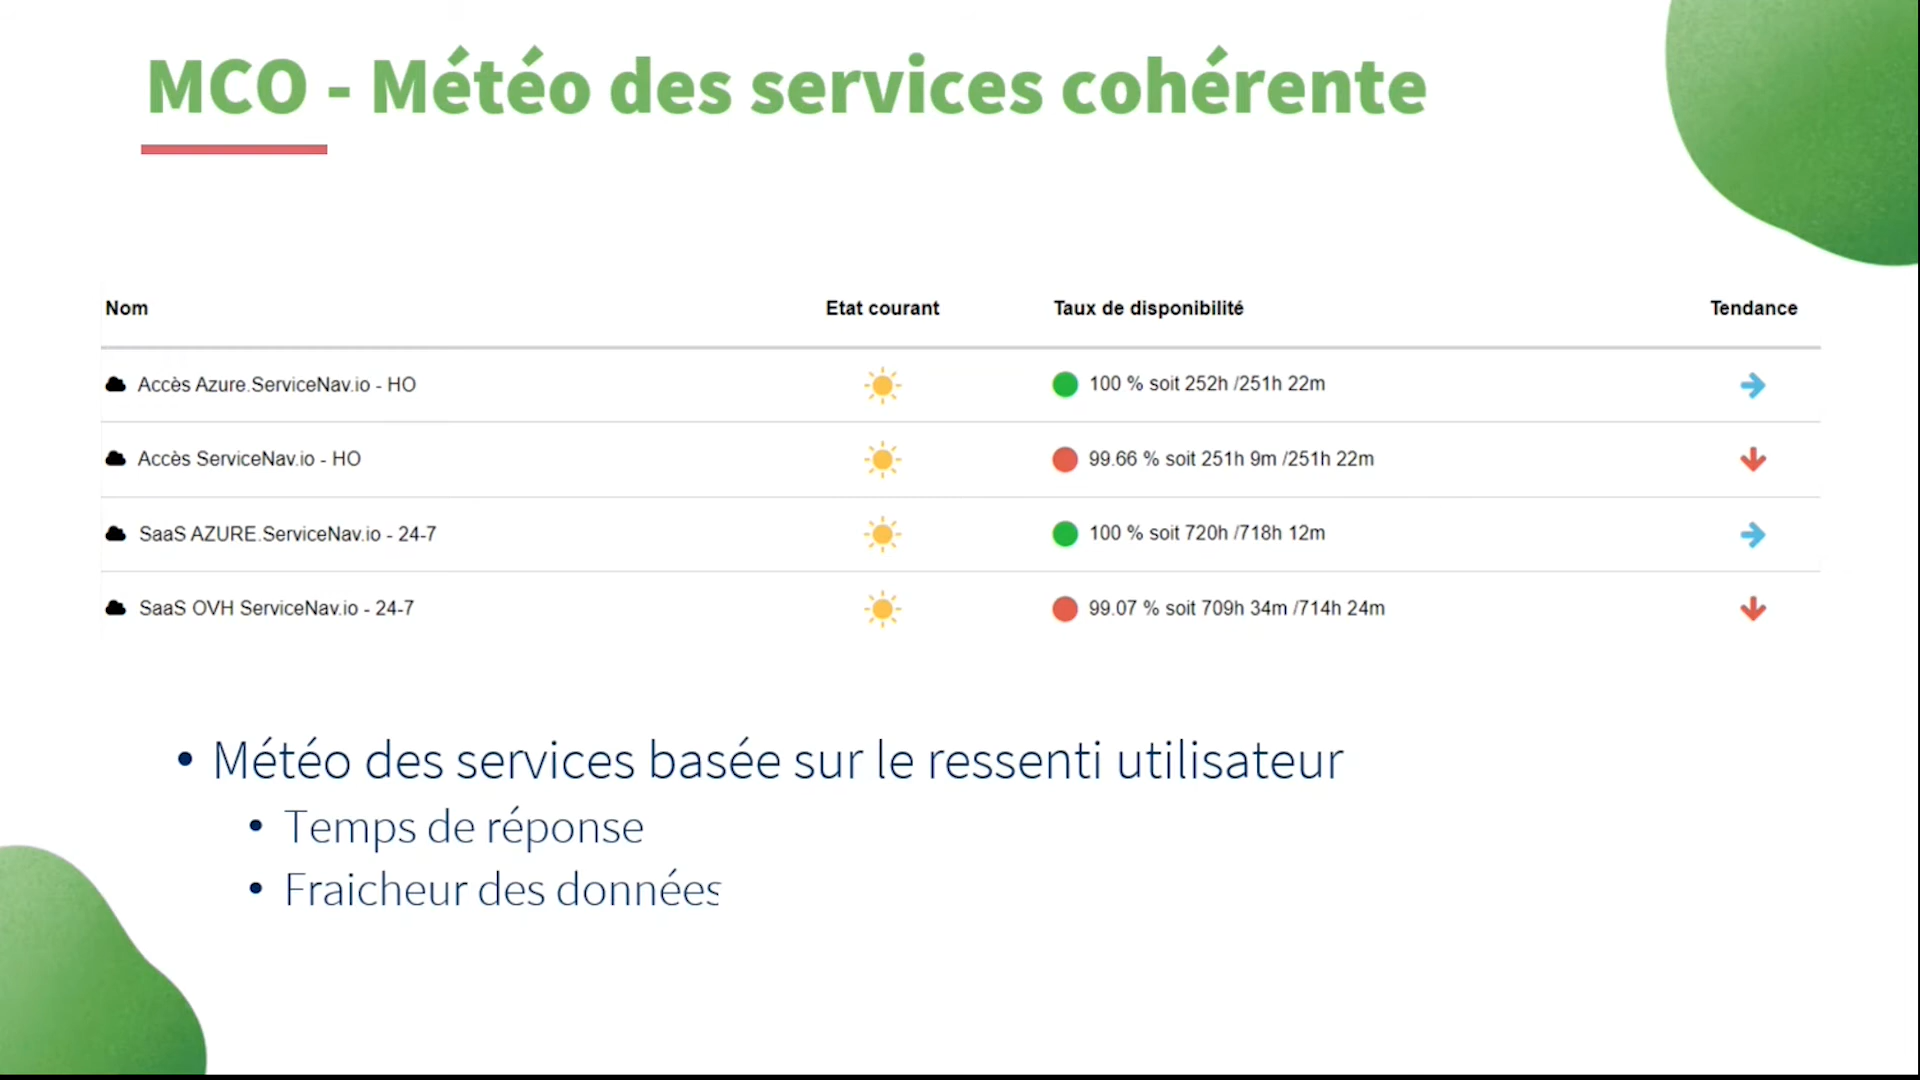 MCO - Météo des services cohérente
Nom Etat courant Taux de disponibilité Tendance
Accès Azure.ServiceNav.io - HO 100 % soit 252h /251h 22m
Accès ServiceNav.io - HO 99.66 % soit 251h 9m /251h 22m
SaaS AZURE.ServiceNav.io - 24-7 100 % soit 720h /718h 12m
SaaS OVH ServiceNav.io - 24-7 99.07 % soit 709h 34m /714h 24m
• Météo des services basée sur le ressenti utilisateur
• Temps de réponse
• Fraicheur des données